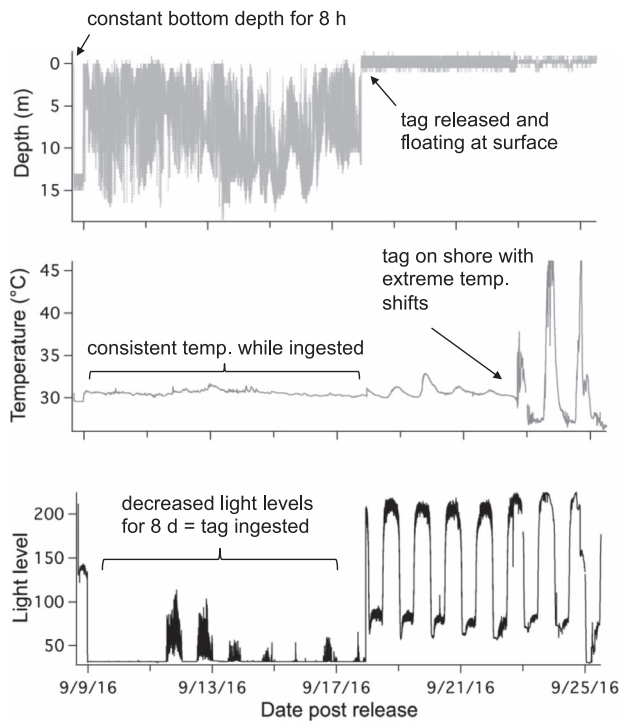 constant bottom depth for 8 h
0
5
10
15
Depth (m)
tag released and
floating at surface
45
40
35
30
Temperature (°C)
tag on shore with
extreme temp.
shifts
consistent temp. while ingested
200
150
100
50
Light level
decreased light levels
for 8 d = tag ingested
9/9/16 9/13/16 9/17/16 9/21/16 9/25/16
Date post release